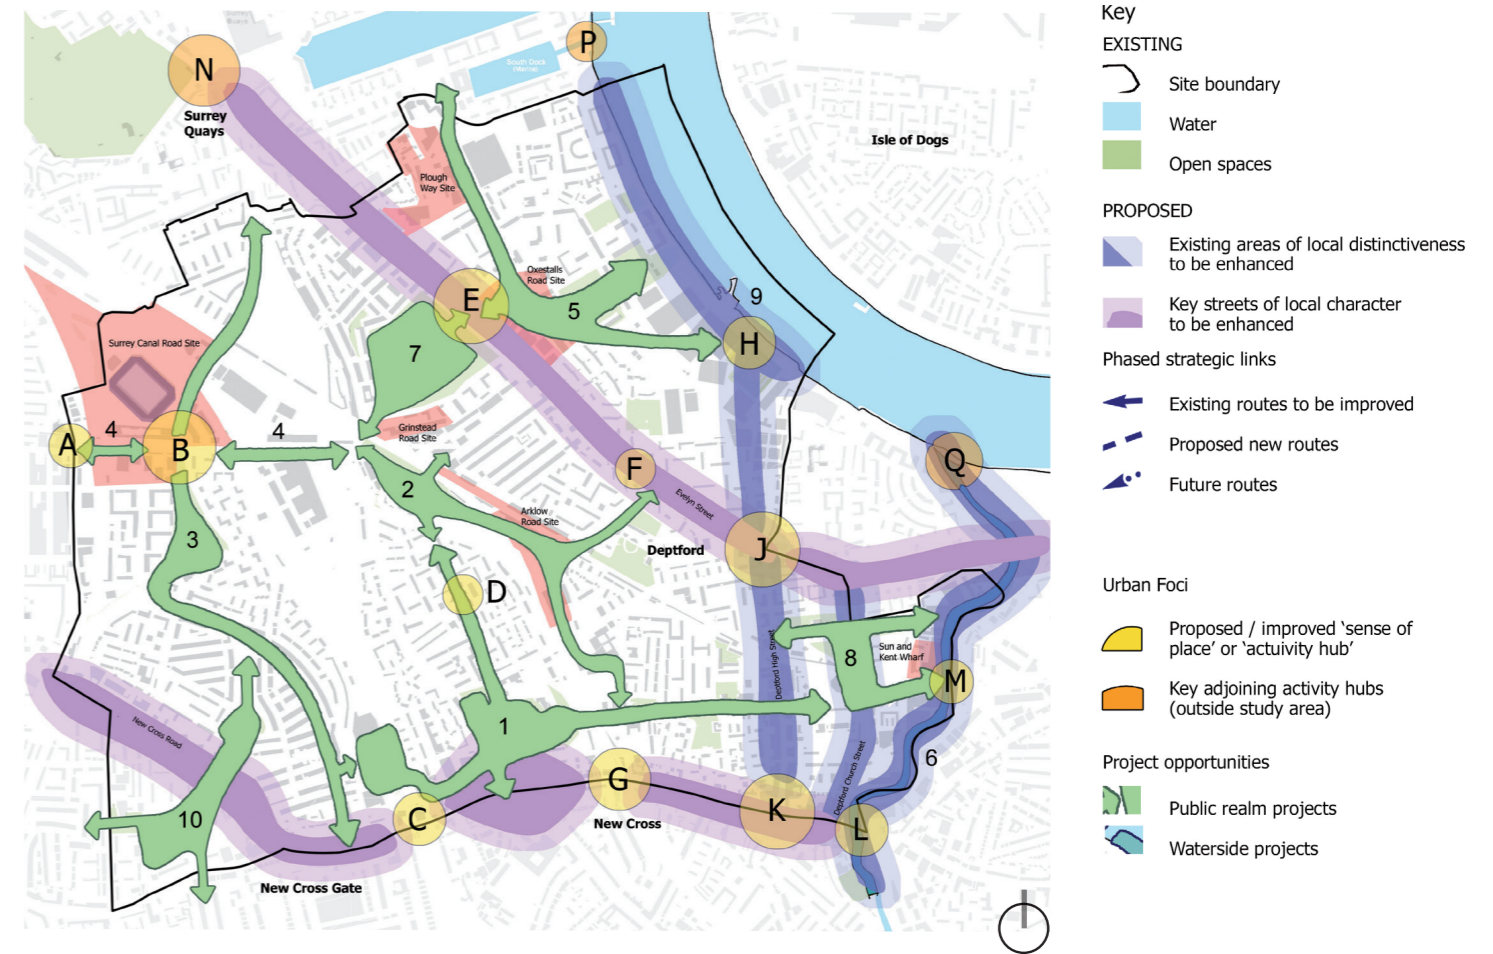 N
Surrey
Quays
P
South Dock
(Marina)
Isle of Dogs
Plough
Way Site
Oxestalls
Road Site
E
5
9
H
7
Surrey Canal Road Site
Grinstead
Road Site
A
4
B
4
2
F
Evelyn Street
Q
Arklow
Road Site
3
Deptford
J
D
Deptford High Street
8
Sun and
Kent Wharf
M
New Cross Road
1
6
Deptford Church Street
10
C
G
K
L
New Cross
New Cross Gate
Key
EXISTING
Site boundary
Water
Open spaces
PROPOSED
Existing areas of local distinctiveness
to be enhanced
Key streets of local character
to be enhanced
Phased strategic links
Existing routes to be improved
Proposed new routes
Future routes
Urban Foci
Proposed / improved ‘sense of
place’ or ‘actuivity hub’
Key adjoining activity hubs
(outside study area)
Project opportunities
Public realm projects
Waterside projects